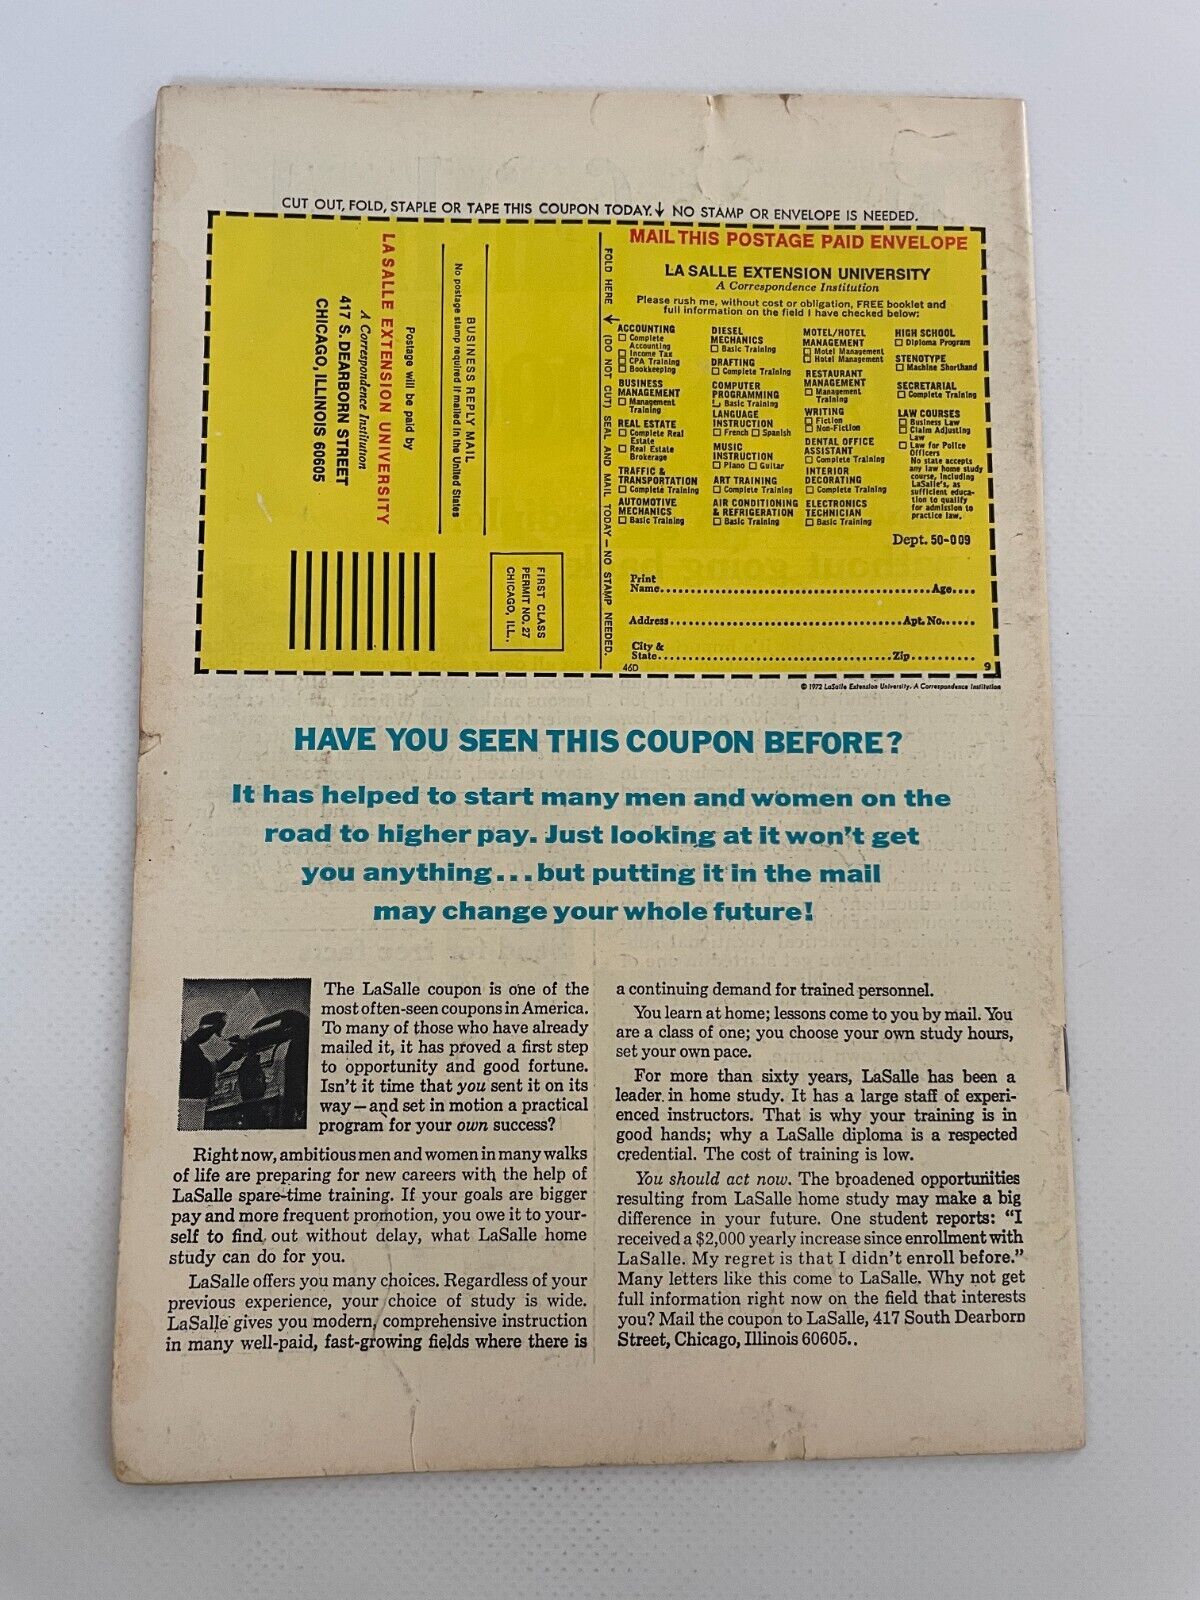 CUT OUT, FOLD, STAPLE OR TAPE THIS COUPON TODAY. ↓ NO STAMP OR ENVELOPE IS NEEDED.
LA SALLE EXTENSION UNIVERSITY
A Correspondence Institution
417 S. DEARBORN STREET
CHICAGO, ILLINOIS 60605
Postage will be paid by
BUSINESS REPLY MAIL
No postage stamp required if mailed in the United States
FIRST CLASS
PERMIT NO. 27
CHICAGO, ILL.
FOLD HERE ↓ (DO NOT CUT) SEAL AND MAIL TODAY — NO STAMP NEEDED.
MAIL THIS POSTAGE PAID ENVELOPE
LA SALLE EXTENSION UNIVERSITY
A Correspondence Institution
Please rush me, without cost or obligation, FREE booklet and
full information on the field I have checked below:
ACCOUNTING
☐ Complete
Accounting
☐ Income Tax
☐ CPA Training
☐ Bookkeeping
BUSINESS
MANAGEMENT
☐ Management
Training
REAL ESTATE
☐ Complete Real
Estate
☐ Real Estate
Brokerage
TRAFFIC &
TRANSPORTATION
☐ Complete Training
AUTOMOTIVE
MECHANICS
☐ Basic Training
DIESEL
MECHANICS
☐ Basic Training
DRAFTING
☐ Complete Training
COMPUTER
PROGRAMMING
☐ Basic Training
LANGUAGE
INSTRUCTION
☐ French ☐ Spanish
MUSIC
INSTRUCTION
☐ Piano ☐ Guitar
ART TRAINING
☐ Complete Training
AIR CONDITIONING
& REFRIGERATION
☐ Basic Training
MOTEL/HOTEL
MANAGEMENT
☐ Motel Management
☐ Hotel Management
RESTAURANT
MANAGEMENT
☐ Management
Training
WRITING
☐ Fiction
☐ Non-Fiction
DENTAL OFFICE
ASSISTANT
☐ Complete Training
INTERIOR
DECORATING
☐ Complete Training
ELECTRONICS
TECHNICIAN
☐ Basic Training
HIGH SCHOOL
☐ Diploma Program
STENOTYPE
☐ Machine Shorthand
SECRETARIAL
☐ Complete Training
LAW COURSES
☐ Business Law
☐ Claim Adjusting
Law
☐ Law for Police
Officers
No state accepts
any law home study
course, including
LaSalle's, as
sufficient educa-
tion to qualify
for admission to
practice law.
Dept. 50-009
Print
Name........Age....
Address........Apt. No......
City &
State........Zip........
46D 9
© 1972 LaSalle Extension University. A Correspondence Institution
HAVE YOU SEEN THIS COUPON BEFORE?
It has helped to start many men and women on the
road to higher pay. Just looking at it won't get
you anything...but putting it in the mail
may change your whole future!
The LaSalle coupon is one of the
most often-seen coupons in America.
To many of those who have already
mailed it, it has proved a first step
to opportunity and good fortune.
Isn't it time that you sent it on its
way—and set in motion a practical
program for your own success?
Right now, ambitious men and women in many walks
of life are preparing for new careers with the help of
LaSalle spare-time training. If your goals are bigger
pay and more frequent promotion, you owe it to your-
self to find out without delay, what LaSalle home
study can do for you.
LaSalle offers you many choices. Regardless of your
previous experience, your choice of study is wide.
LaSalle gives you modern, comprehensive instruction
in many well-paid, fast-growing fields where there is
a continuing demand for trained personnel.
You learn at home; lessons come to you by mail. You
are a class of one; you choose your own study hours,
set your own pace.
For more than sixty years, LaSalle has been a
leader in home study. It has a large staff of experi-
enced instructors. That is why your training is in
good hands; why a LaSalle diploma is a respected
credential. The cost of training is low.
You should act now. The broadened opportunities
resulting from LaSalle home study may make a big
difference in your future. One student reports: "I
received a $2,000 yearly increase since enrollment with
LaSalle. My regret is that I didn't enroll before."
Many letters like this come to LaSalle. Why not get
full information right now on the field that interests
you? Mail the coupon to LaSalle, 417 South Dearborn
Street, Chicago, Illinois 60605..